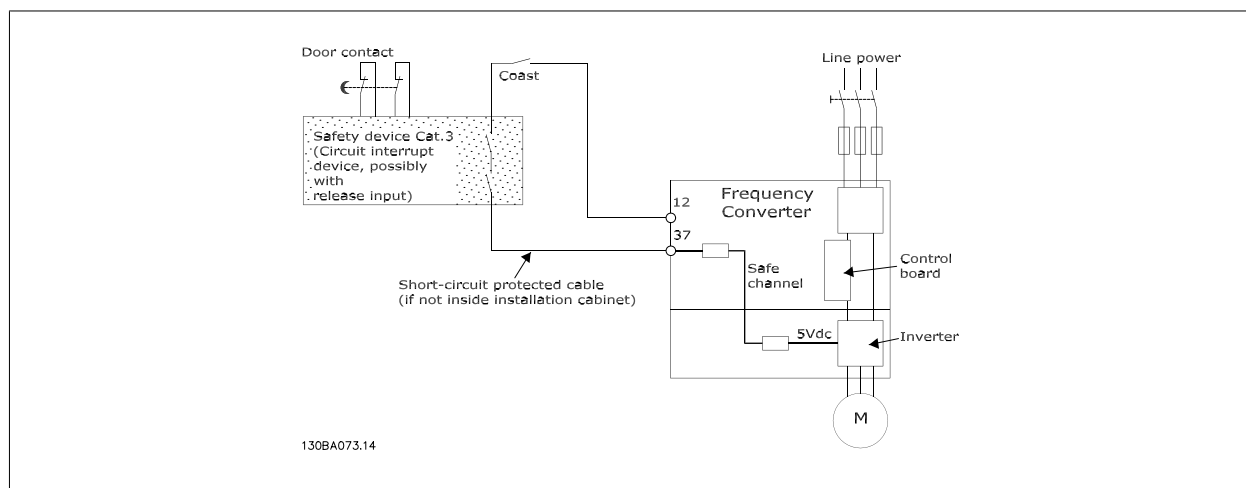 Door contact
Coast
Line power
Safety device Cat.3
(Circuit interrupt
device, possibly
with
release input)
12
Frequency
Converter
37
Safe
channel
Control
board
Short-circuit protected cable
(if not inside installation cabinet)
5Vdc
Inverter
M
130BA073.14